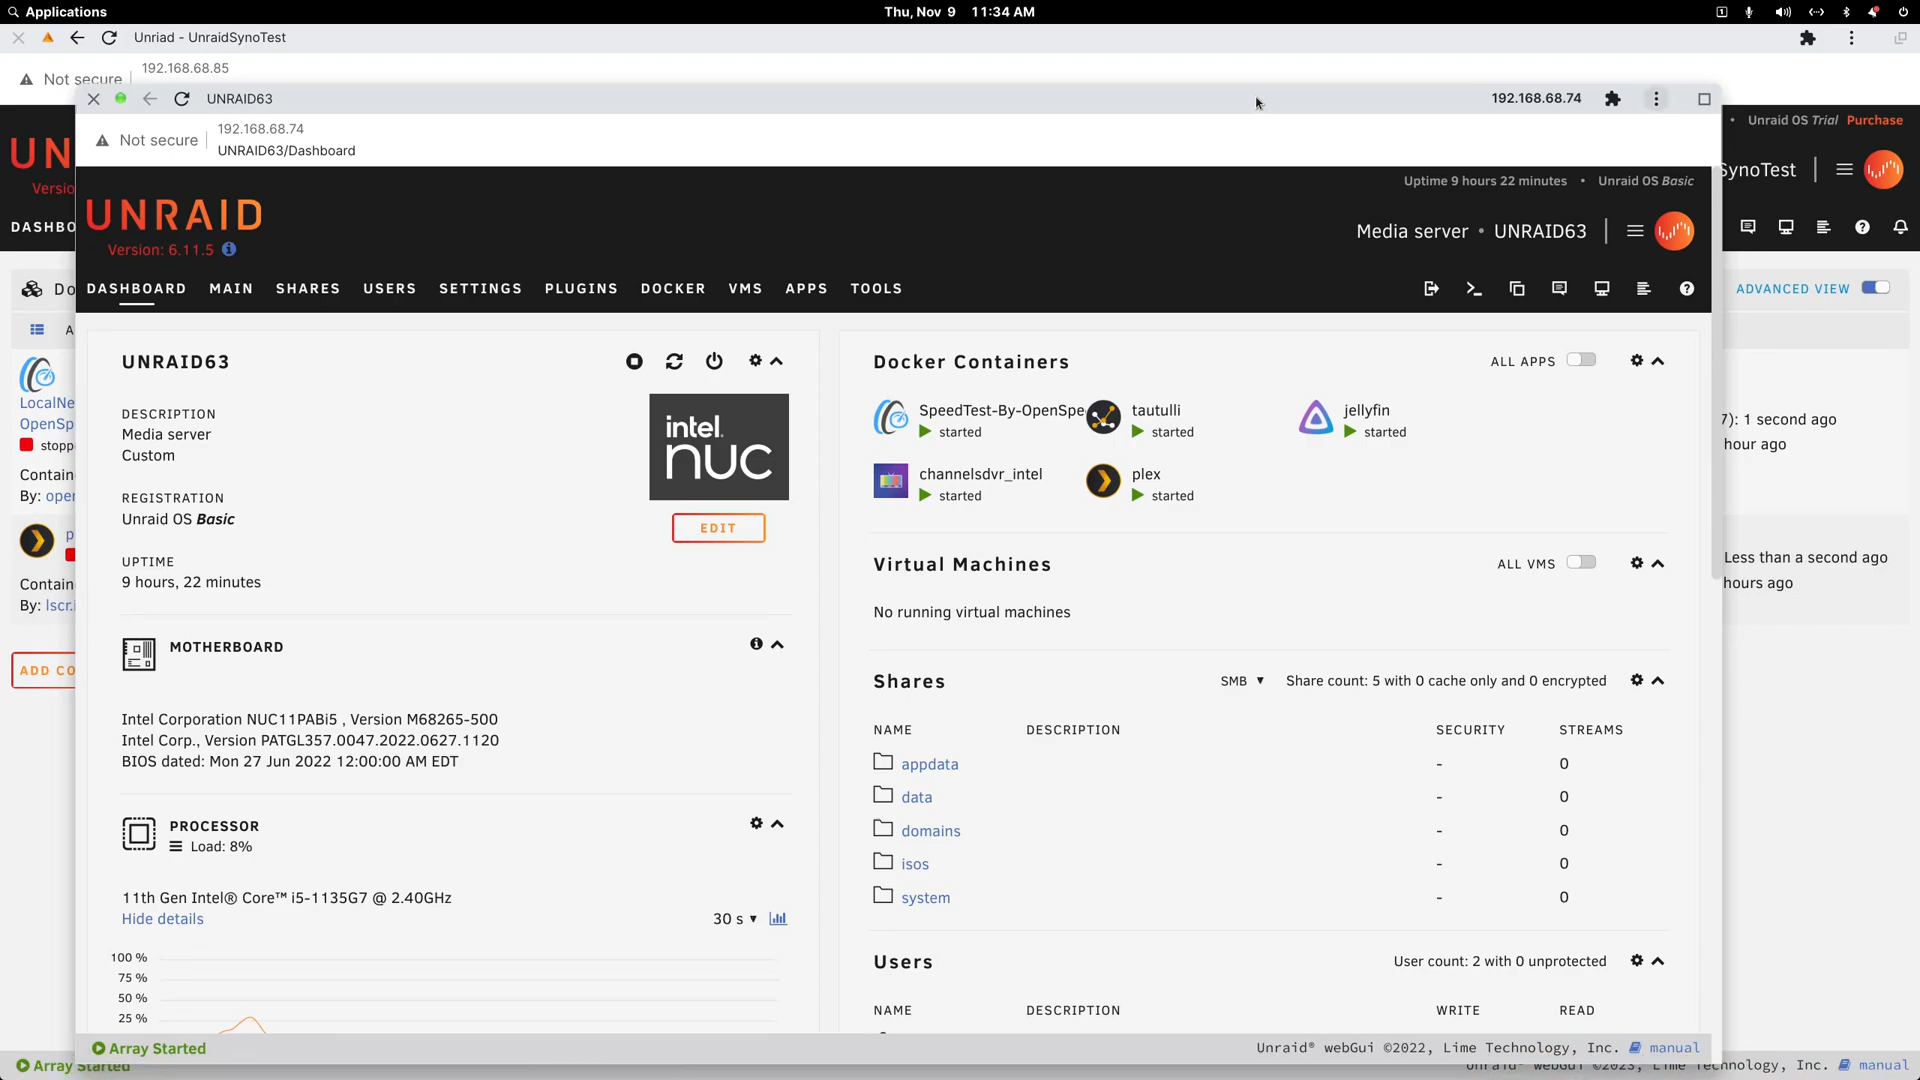 Applications
Thu, Nov 9 11:34 AM
Unriad - UnraidSynoTest
Not secure
192.168.68.85
UNRAID63
192.168.68.74
Not secure
192.168.68.74
UNRAID63/Dashboard
Unraid OS Trial Purchase
UN
Versio
SynoTest
DASHBO
Uptime 9 hours 22 minutes • Unraid OS Basic
UNRAID
Version: 6.11.5
Media server • UNRAID63
DASHBOARD MAIN SHARES USERS SETTINGS PLUGINS DOCKER VMS APPS TOOLS
Do
ADVANCED VIEW
A
LocalNe
OpenSp
stopp
Contain
By: oper
p
Contain
By: lscr.i
ADD CO
7): 1 second ago
hour ago
Less than a second ago
hours ago
UNRAID63
DESCRIPTION
Media server
Custom
REGISTRATION
Unraid OS Basic
UPTIME
9 hours, 22 minutes
intel.
nuc
EDIT
MOTHERBOARD
Intel Corporation NUC11PABi5 , Version M68265-500
Intel Corp., Version PATGL357.0047.2022.0627.1120
BIOS dated: Mon 27 Jun 2022 12:00:00 AM EDT
PROCESSOR
Load: 8%
11th Gen Intel® Core™ i5-1135G7 @ 2.40GHz
Hide details
30 s
100 %
75 %
50 %
25 %
Docker Containers
ALL APPS
SpeedTest-By-OpenSpe
started
tautulli
started
jellyfin
started
channelsdvr_intel
started
plex
started
Virtual Machines
ALL VMS
No running virtual machines
Shares
SMB
Share count: 5 with 0 cache only and 0 encrypted
NAME DESCRIPTION SECURITY STREAMS
appdata - 0
data - 0
domains - 0
isos - 0
system - 0
Users
User count: 2 with 0 unprotected
NAME DESCRIPTION WRITE READ
Array Started
Unraid® webGui ©2022, Lime Technology, Inc. manual
Array Started
Unraid® webGui ©2023, Lime Technology, Inc. manual